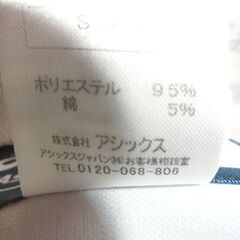 S
ポリエステル 95%
綿 5%
株式会社 アシックス
アシックスジャパン(株)お客様相談室
TEL.0120-068-806